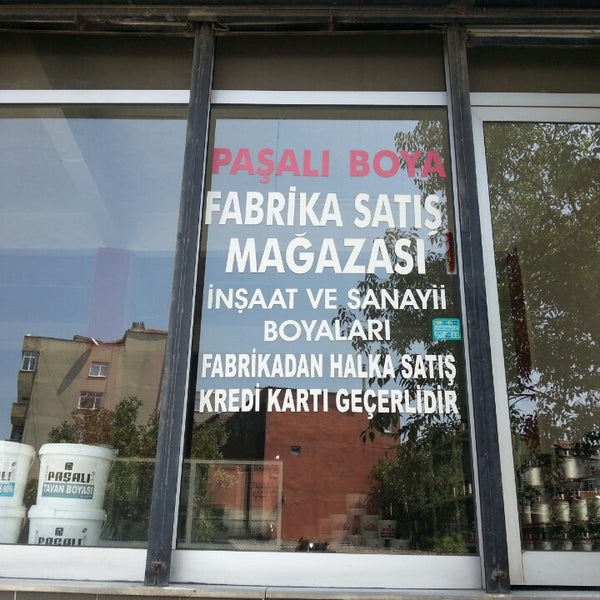 PAŞALI BOYA
FABRİKA SATIŞ
MAĞAZASI
İNŞAAT VE SANAYİİ
BOYALARI
FABRİKADAN HALKA SATIŞ
KREDİ KARTI GEÇERLİDİR
PAŞALI
TAVAN BOYASI
PAŞALI